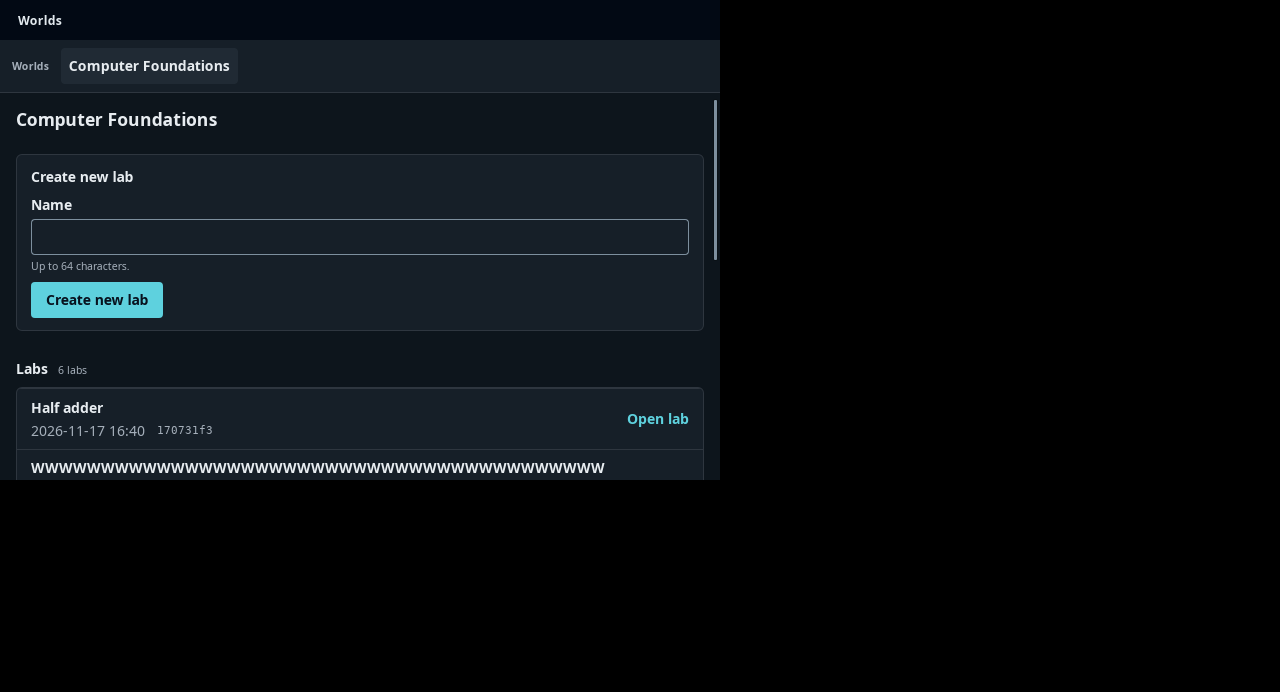 Worlds
Worlds Computer Foundations
Computer Foundations
Create new lab
Name
Up to 64 characters.
Create new lab
Labs 6 labs
Half adder
Open lab
2026-11-17 16:40 170731f3
WWWWWWWWWWWWWWWWWWWWWWWWWWWWWWWWWWWWWWWWW